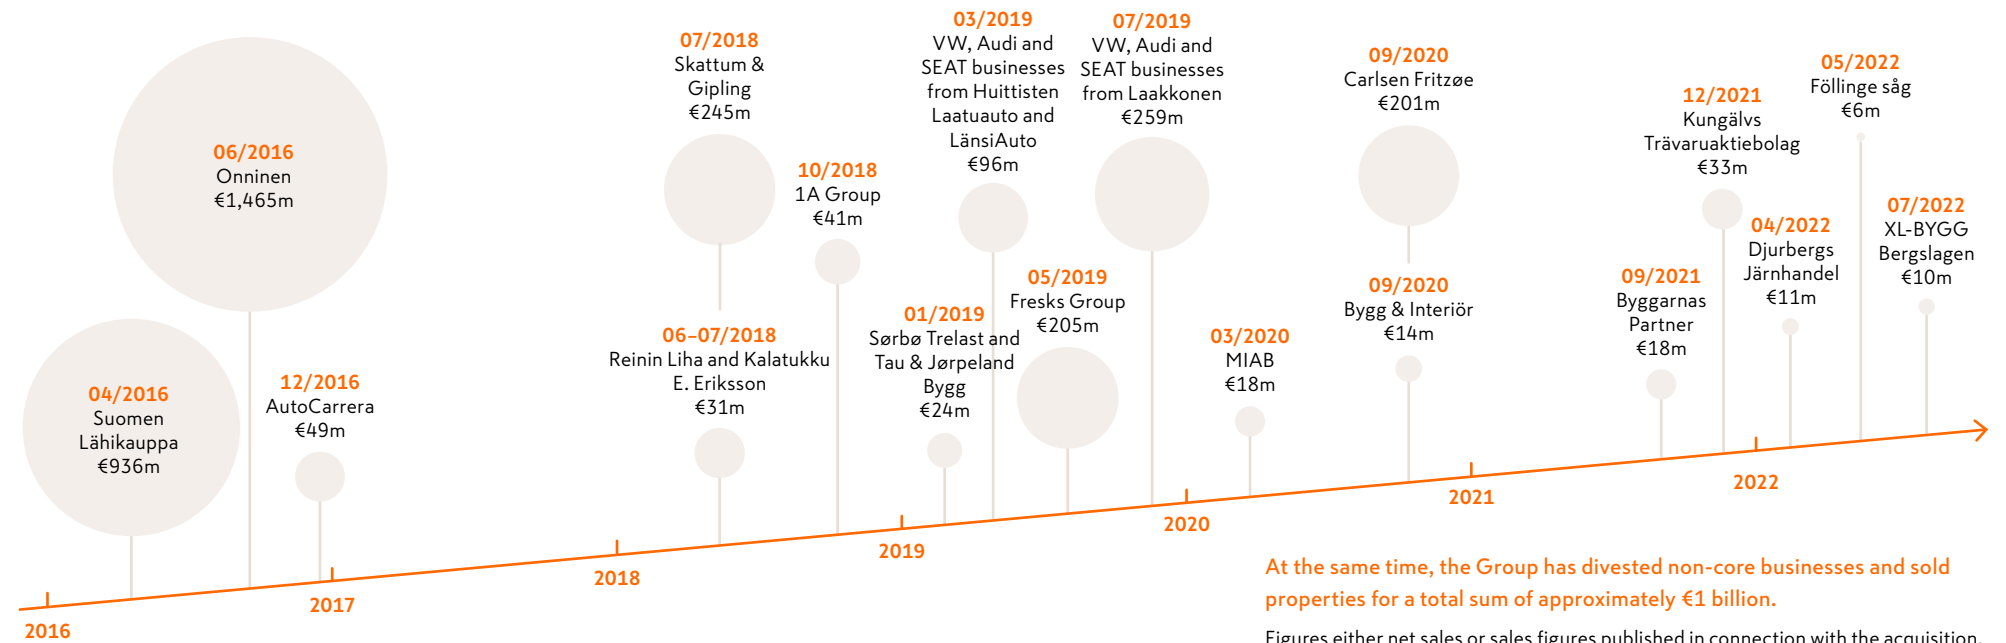 06/2016
Onninen
€1,465m
04/2016
Suomen
Lähikauppa
€936m
12/2016
AutoCarrera
€49m
07/2018
Skattum &
Gipling
€245m
06–07/2018
Reinin Liha and Kalatukku
E. Eriksson
€31m
10/2018
1A Group
€41m
01/2019
Sørbø Trelast and
Tau & Jørpeland
Bygg
€24m
03/2019
VW, Audi and
SEAT businesses
from Huittisten
Laatuauto and
LänsiAuto
€96m
05/2019
Fresks Group
€205m
07/2019
VW, Audi and
SEAT businesses
from Laakkonen
€259m
03/2020
MIAB
€18m
09/2020
Carlsen Fritzøe
€201m
09/2020
Bygg & Interiör
€14m
09/2021
Byggarnas
Partner
€18m
12/2021
Kungälvs
Trävaruaktiebolag
€33m
04/2022
Djurbergs
Järnhandel
€11m
05/2022
Föllinge såg
€6m
07/2022
XL-BYGG
Bergslagen
€10m
2016
2017
2018
2019
2020
2021
2022
At the same time, the Group has divested non-core businesses and sold
properties for a total sum of approximately €1 billion.
Figures either net sales or sales figures published in connection with the acquisition.